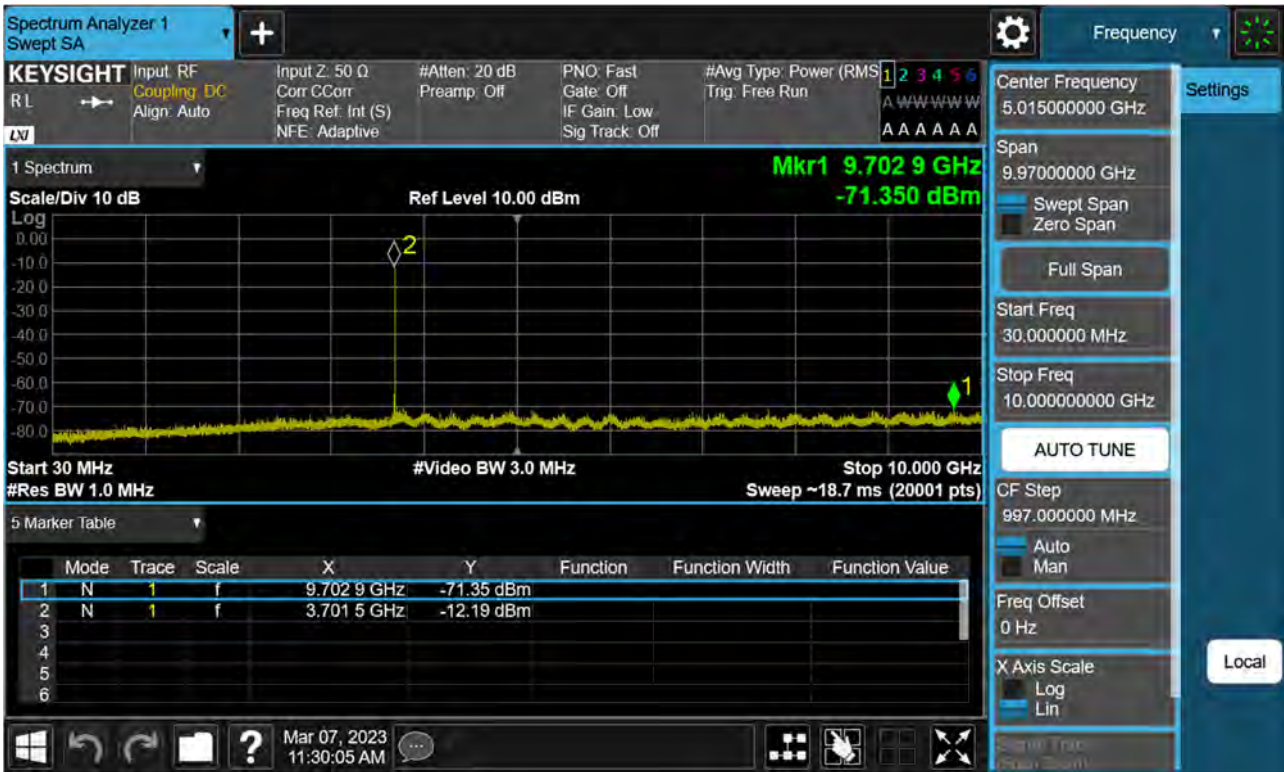 Spectrum Analyzer 1
Swept SA
+
Frequency
KEYSIGHT
RL
LXI
Input: RF
Coupling: DC
Align: Auto
Input Z: 50 Ω
Corr CCorr
Freq Ref: Int (S)
NFE: Adaptive
#Atten: 20 dB
Preamp: Off
PNO: Fast
Gate: Off
IF Gain: Low
Sig Track: Off
#Avg Type: Power (RMS
Trig: Free Run
1 2 3 4 5 6
A W W W W W
A A A A A A
1 Spectrum
Mkr1 9.702 9 GHz
Scale/Div 10 dB
Ref Level 10.00 dBm
-71.350 dBm
Log
0.00
-10.0
-20.0
-30.0
-40.0
-50.0
-60.0
-70.0
-80.0
2
1
Start 30 MHz
#Video BW 3.0 MHz
Stop 10.000 GHz
#Res BW 1.0 MHz
Sweep ~18.7 ms (20001 pts)
5 Marker Table
Mode Trace Scale X Y Function Function Width Function Value
1 N 1 f 9.702 9 GHz -71.35 dBm
2 N 1 f 3.701 5 GHz -12.19 dBm
3
4
5
6
?
Mar 07, 2023
11:30:05 AM
Center Frequency
5.015000000 GHz
Span
9.97000000 GHz
Swept Span
Zero Span
Full Span
Start Freq
30.000000 MHz
Stop Freq
10.000000000 GHz
AUTO TUNE
CF Step
997.000000 MHz
Auto
Man
Freq Offset
0 Hz
X Axis Scale
Log
Lin
Settings
Local